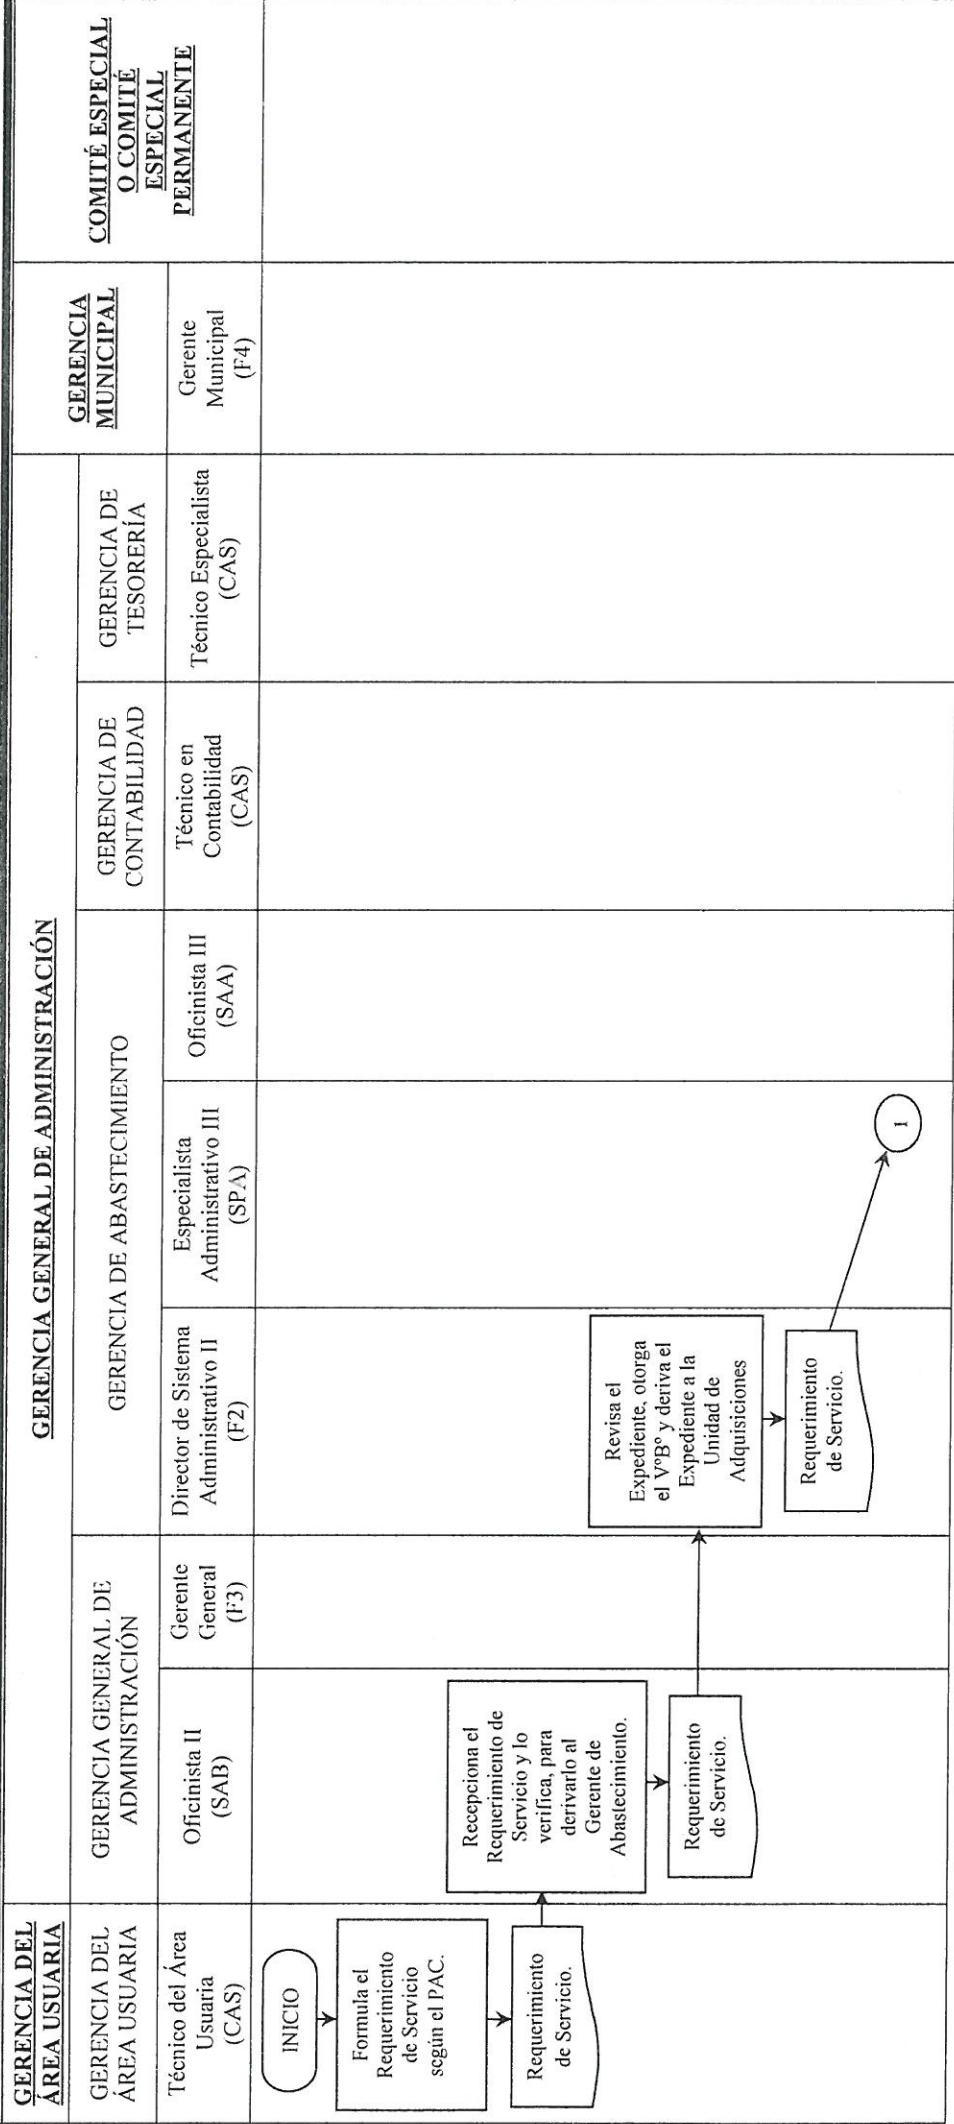 GERENCIA DEL
ÁREA USUARIA
GERENCIA GENERAL DE ADMINISTRACIÓN
GERENCIA
MUNICIPAL
COMITÉ ESPECIAL
O COMITÉ
ESPECIAL
PERMANENTE
GERENCIA DEL
ÁREA USUARIA
GERENCIA GENERAL DE
ADMINISTRACIÓN
GERENCIA DE ABASTECIMIENTO
GERENCIA DE
CONTABILIDAD
GERENCIA DE
TESORERÍA
Técnico del Área
Usuaria
(CAS)
Oficinista II
(SAB)
Gerente
General
(F3)
Director de Sistema
Administrativo II
(F2)
Especialista
Administrativo III
(SPA)
Oficinista III
(SAA)
Técnico en
Contabilidad
(CAS)
Técnico Especialista
(CAS)
Gerente
Municipal
(F4)
INICIO
Formula el
Requerimiento
de Servicio
según el PAC.
Requerimiento
de Servicio.
Recepciona el
Requerimiento de
Servicio y lo
verifica, para
derivarlo al
Gerente de
Abastecimiento.
Requerimiento
de Servicio.
Revisa el
Expediente, otorga
el VºBº y deriva el
Expediente a la
Unidad de
Adquisiciones
Requerimiento
de Servicio.
1